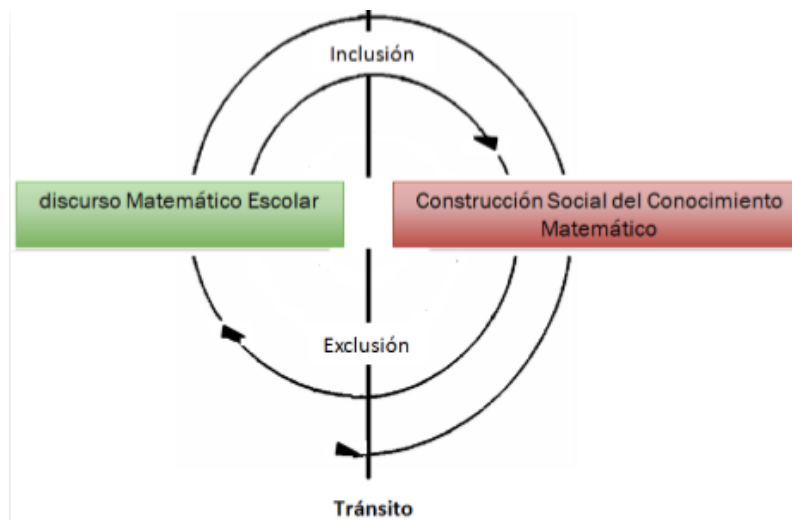 Inclusión
discurso Matemático Escolar
Construcción Social del Conocimiento
Matemático
Exclusión
Tránsito